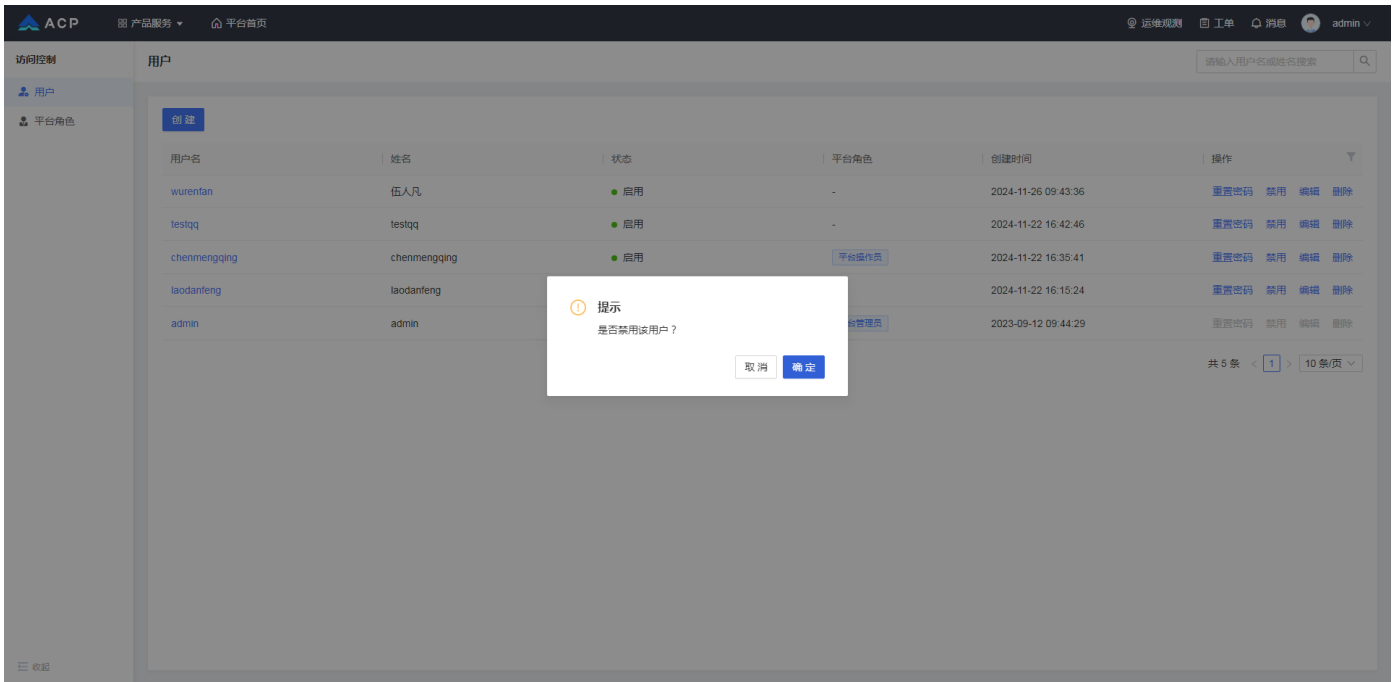 ACP 产品服务 平台首页 运维观测 工单 消息 admin
访问控制 用户 请输入用户名或姓名搜索
用户
平台角色
创 建
用户名 姓名 状态 平台角色 创建时间 操作
wurenfan 伍人凡 启用 - 2024-11-26 09:43:36 重置密码 禁用 编辑 删除
testqq testqq 启用 - 2024-11-22 16:42:46 重置密码 禁用 编辑 删除
chenmengqing chenmengqing 启用 平台操作员 2024-11-22 16:35:41 重置密码 禁用 编辑 删除
laodanfeng laodanfeng 2024-11-22 16:15:24 重置密码 禁用 编辑 删除
admin admin 台管理员 2023-09-12 09:44:29 重置密码 禁用 编辑 删除
提示
是否禁用该用户？
取 消 确 定
共 5 条 < 1 > 10 条/页
收起